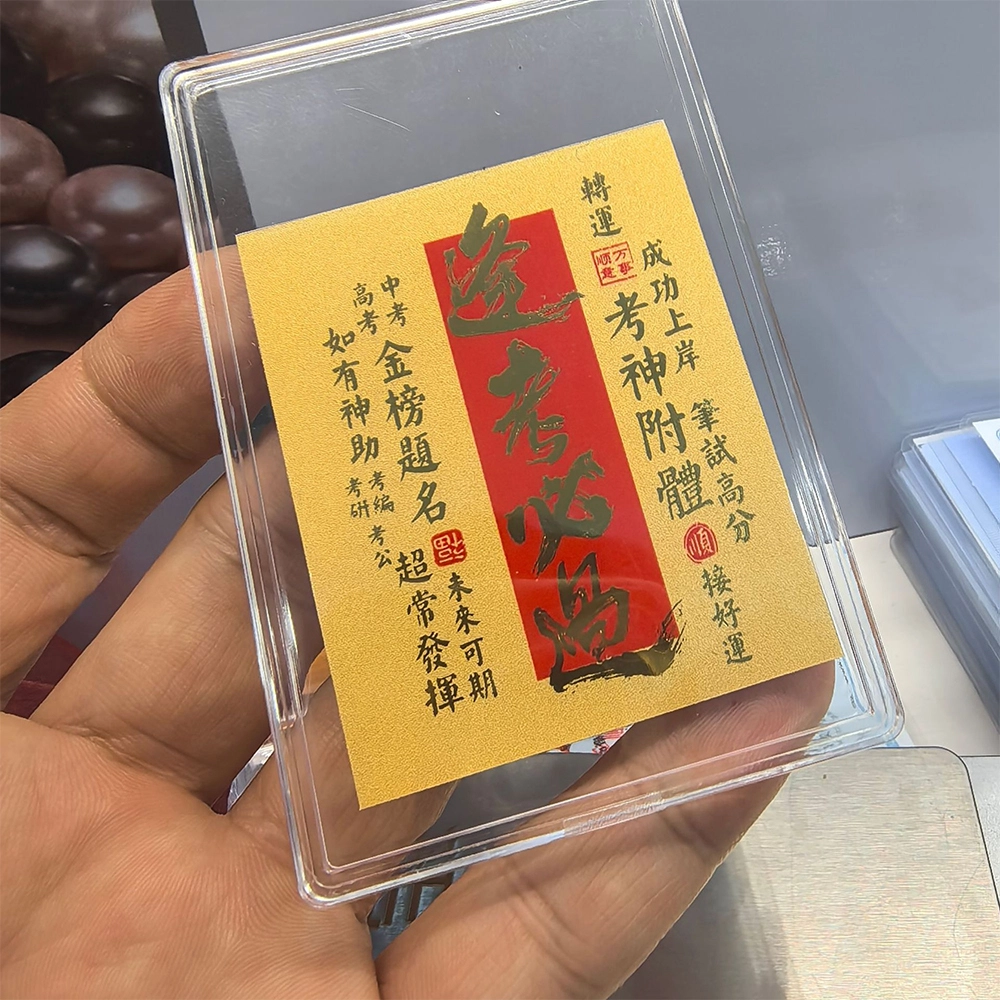 轉運
万事順意
成功上岸
考神附體
筆試高分
順
接好運
逢考必過
中考
高考
金榜題名
如有神助
考編
考研
考公
福
超常發揮
未來可期